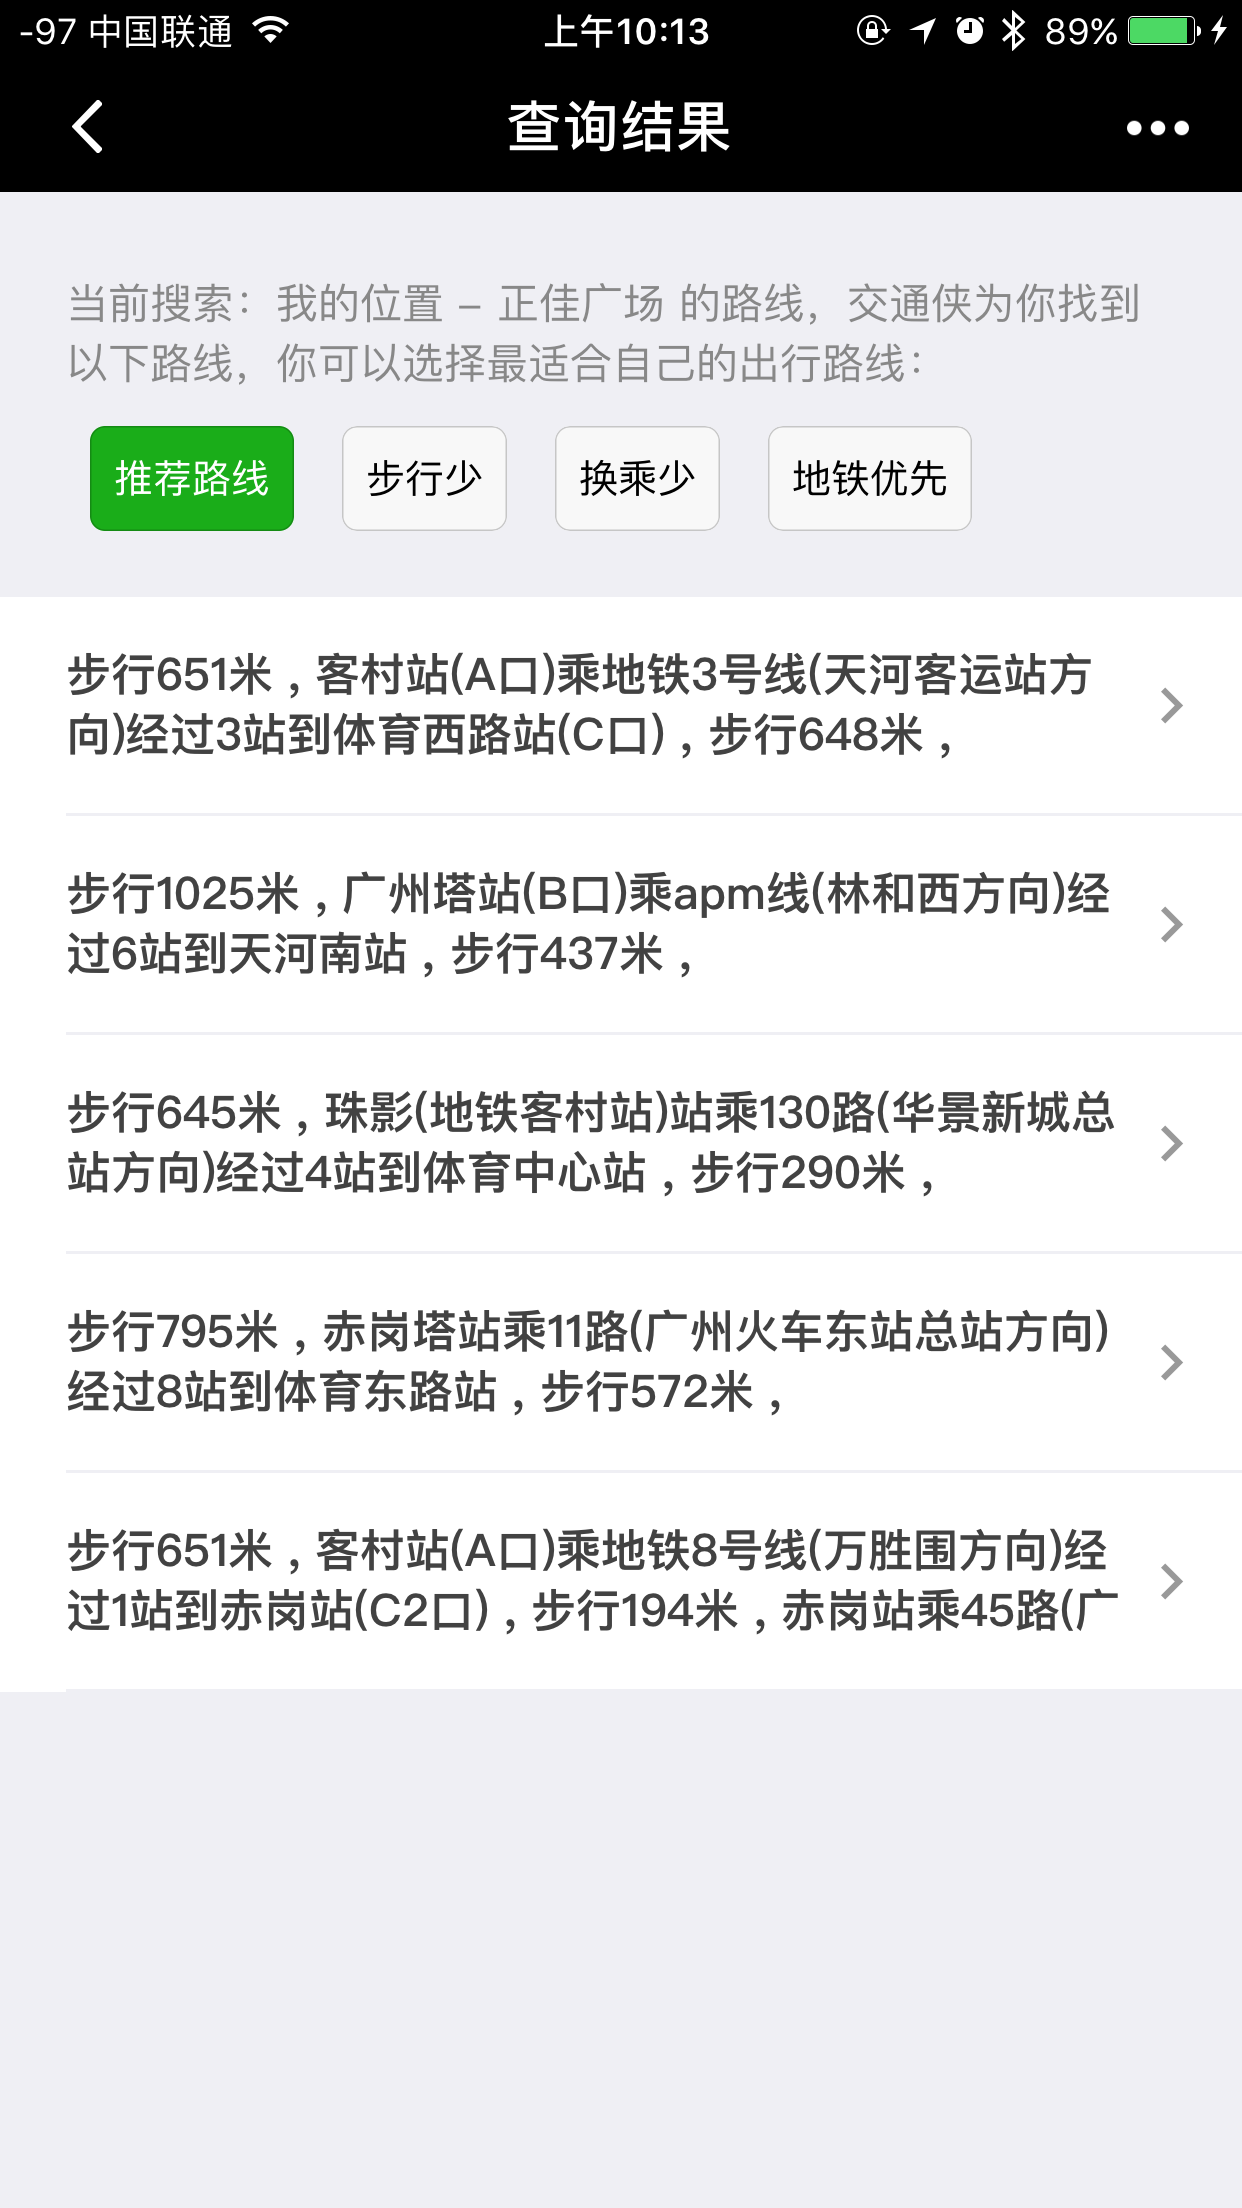 -97 中国联通 上午10:13 89%
查询结果
当前搜索：我的位置 – 正佳广场 的路线，交通侠为你找到
以下路线，你可以选择最适合自己的出行路线：
推荐路线 步行少 换乘少 地铁优先
步行651米，客村站(A口)乘地铁3号线(天河客运站方
向)经过3站到体育西路站(C口)，步行648米，
步行1025米，广州塔站(B口)乘apm线(林和西方向)经
过6站到天河南站，步行437米，
步行645米，珠影(地铁客村站)站乘130路(华景新城总
站方向)经过4站到体育中心站，步行290米，
步行795米，赤岗塔站乘11路(广州火车东站总站方向)
经过8站到体育东路站，步行572米，
步行651米，客村站(A口)乘地铁8号线(万胜围方向)经
过1站到赤岗站(C2口)，步行194米，赤岗站乘45路(广